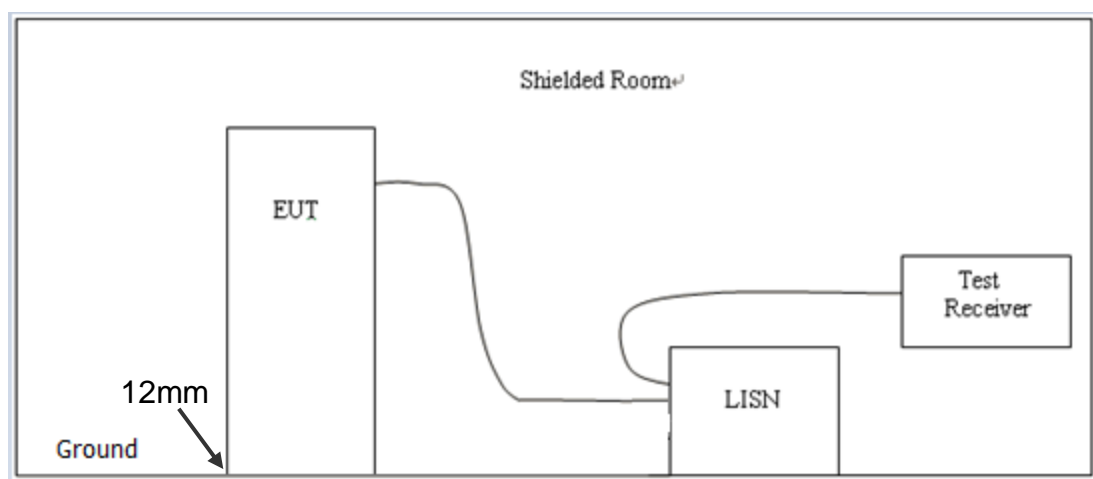 Shielded Room↵
EUT
Test
Receiver
12mm
LISN
Ground